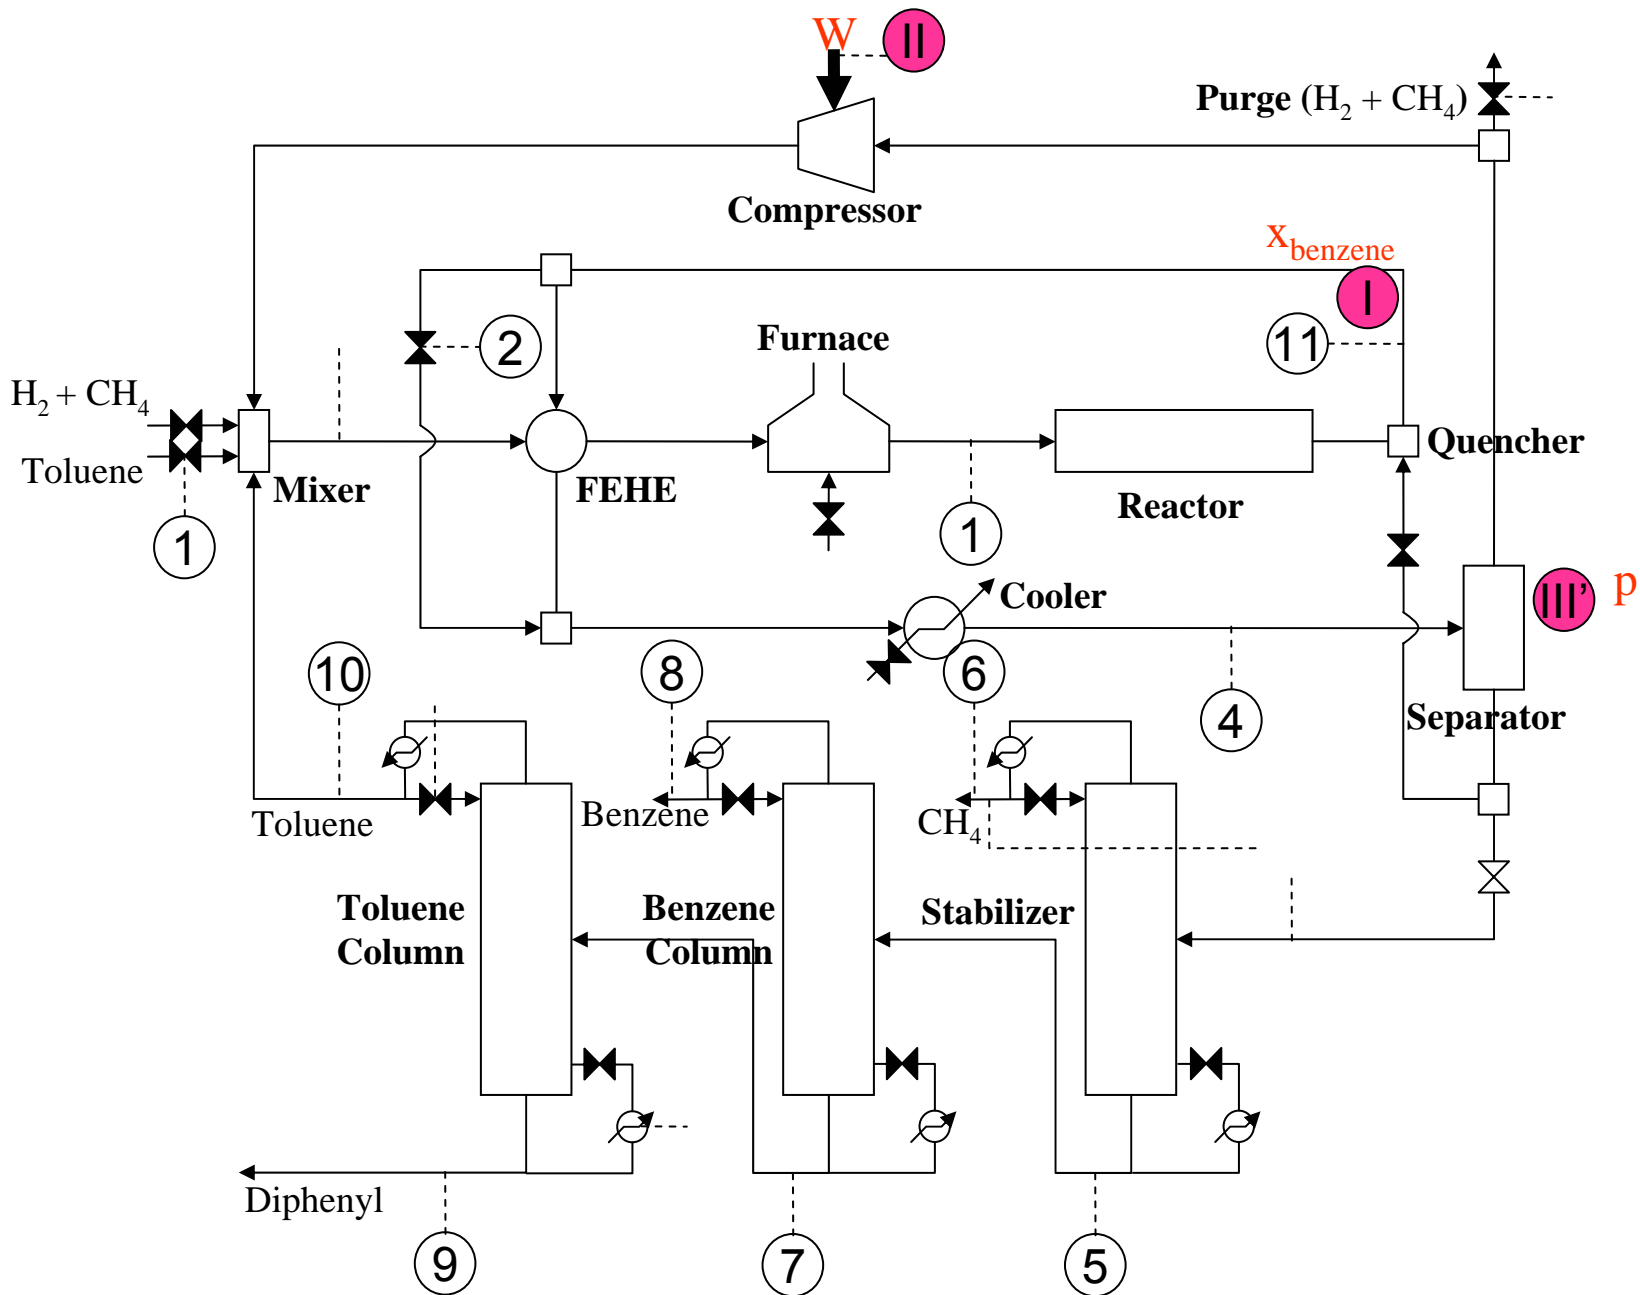 W
II
Purge (H2 + CH4)
Compressor
xbenzene
I
2
Furnace
11
H2 + CH4
Toluene
Mixer
FEHE
Quencher
Reactor
1
1
Cooler
III’
p
10
8
6
4
Separator
Toluene
Benzene
CH4
Toluene
Column
Benzene
Column
Stabilizer
Diphenyl
9
7
5